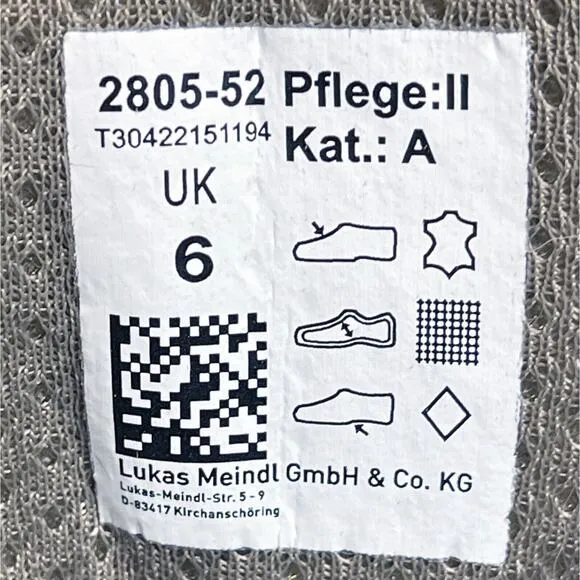 2805-52 Pflege:II
T30422151194 Kat.: A
UK
6
Lukas Meindl GmbH & Co. KG
Lukas-Meindl-Str. 5 - 9
D-83417 Kirchanschöring